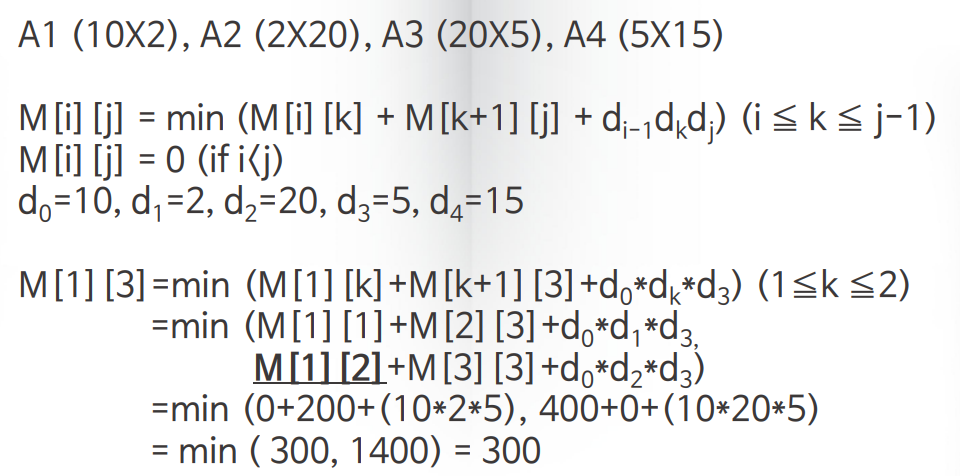 A1 (10X2), A2 (2X20), A3 (20X5), A4 (5X15)
M[i][j] = min (M[i][k] + M[k+1][j] + dᵢ₋₁dₖdⱼ) (i ≦ k ≦ j-1)
M[i][j] = 0 (if i⟨j)
d₀=10, d₁=2, d₂=20, d₃=5, d₄=15
M[1][3]=min (M[1][k]+M[k+1][3]+d₀*dₖ*d₃) (1≦k≦2)
=min (M[1][1]+M[2][3]+d₀*d₁*d₃,
M[1][2]+M[3][3]+d₀*d₂*d₃)
=min (0+200+(10*2*5), 400+0+(10*20*5)
= min ( 300, 1400) = 300